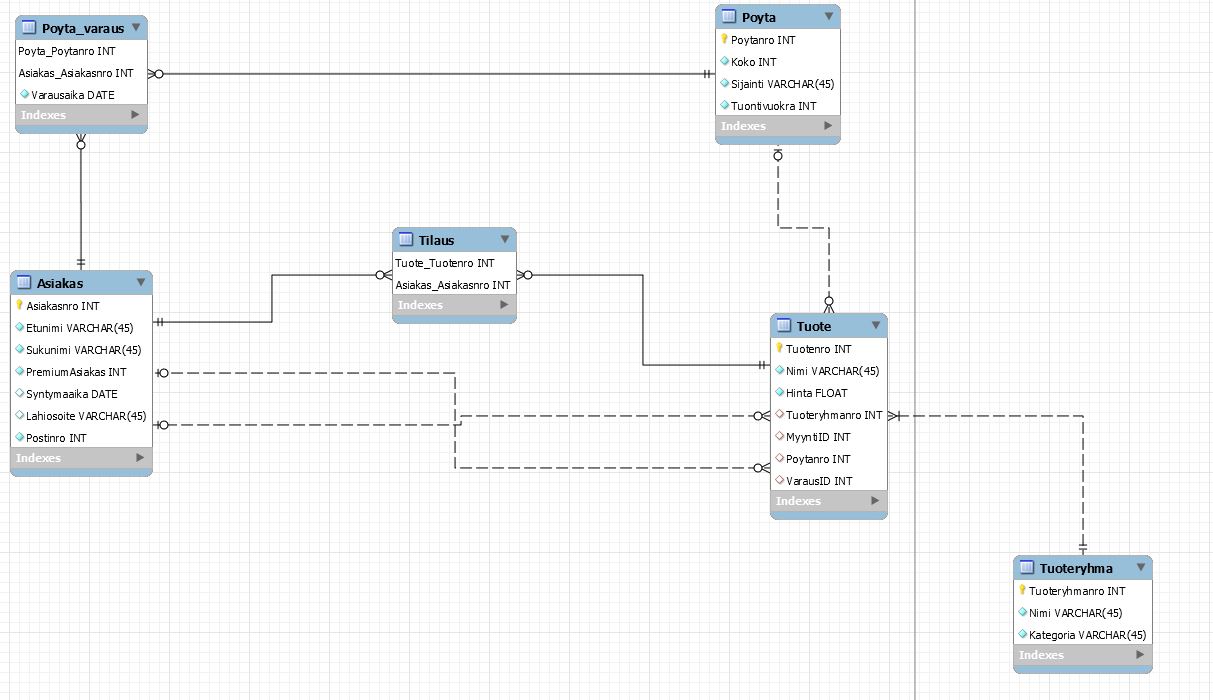 Poyta_varaus
Poyta_Poytanro INT
Asiakas_Asiakasnro INT
Varausaika DATE
Indexes
Poyta
Poytanro INT
Koko INT
Sijainti VARCHAR(45)
Tuontivuokra INT
Indexes
Tilaus
Tuote_Tuotenro INT
Asiakas_Asiakasnro INT
Indexes
Asiakas
Asiakasnro INT
Etunimi VARCHAR(45)
Sukunimi VARCHAR(45)
PremiumAsiakas INT
Syntymaaika DATE
Lahiosoite VARCHAR(45)
Postinro INT
Indexes
Tuote
Tuotenro INT
Nimi VARCHAR(45)
Hinta FLOAT
Tuoteryhmanro INT
MyyntiID INT
Poytanro INT
VarausID INT
Indexes
Tuoteryhma
Tuoteryhmanro INT
Nimi VARCHAR(45)
Kategoria VARCHAR(45)
Indexes